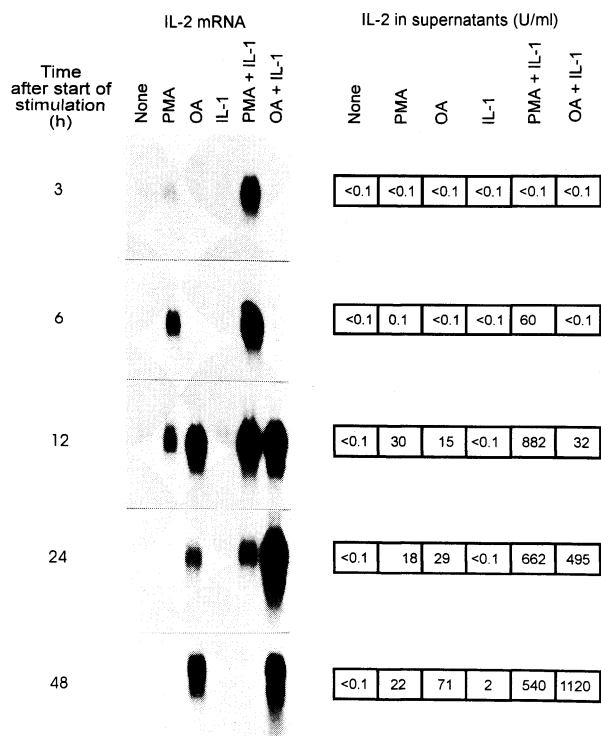 IL-2 mRNA
IL-2 in supernatants (U/ml)
Time
after start of
stimulation
(h)
None
PMA
OA
IL-1
PMA + IL-1
OA + IL-1
None
PMA
OA
IL-1
PMA + IL-1
OA + IL-1
3
<0.1 <0.1 <0.1 <0.1 <0.1 <0.1
6
<0.1 0.1 <0.1 <0.1 60 <0.1
12
<0.1 30 15 <0.1 882 32
24
<0.1 18 29 <0.1 662 495
48
<0.1 22 71 2 540 1120